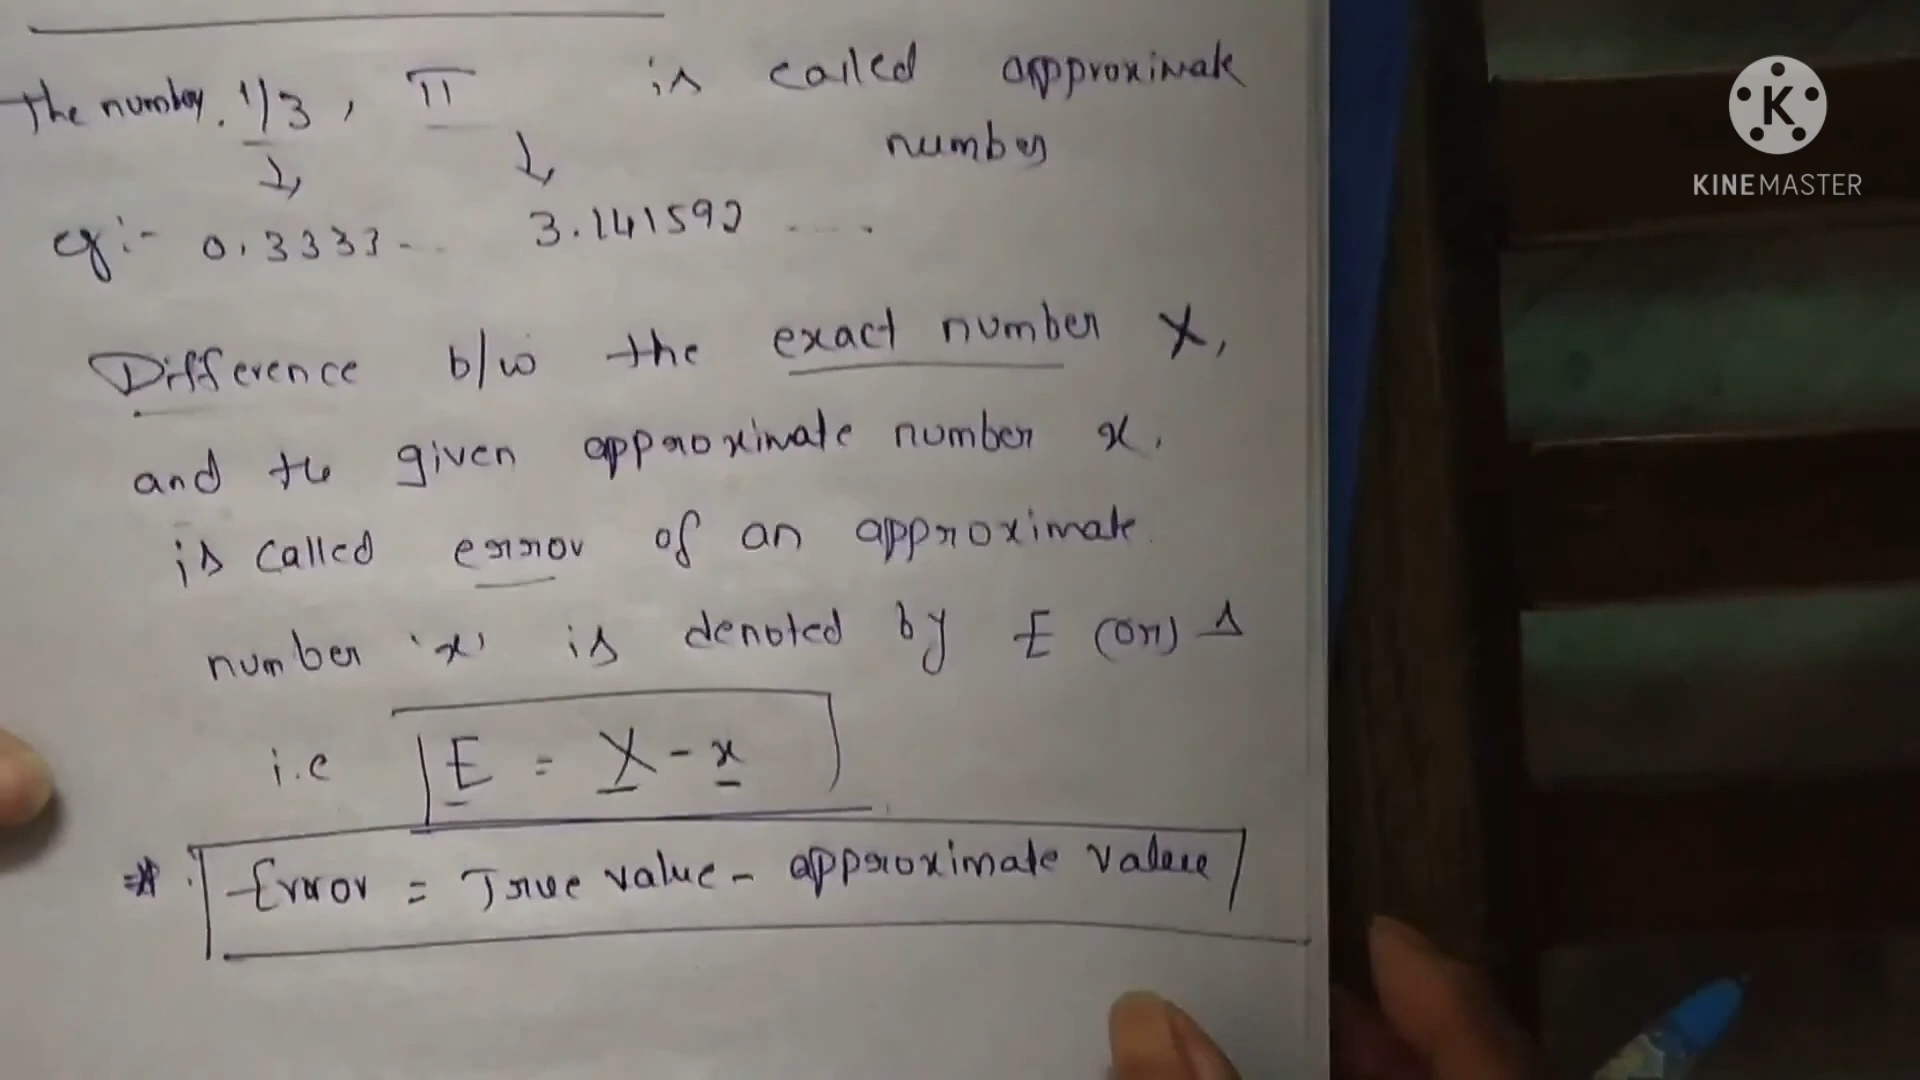 The number. 1/3, π is called approximate
number
eg:- 0.3333... 3.141592 .....
Difference b/w the exact number X,
and the given approximate number x.
is called error of an approximate
number 'x' is denoted by E (or) Δ
i.e E = X - x
Error = True value - approximate value
K
KINEMASTER